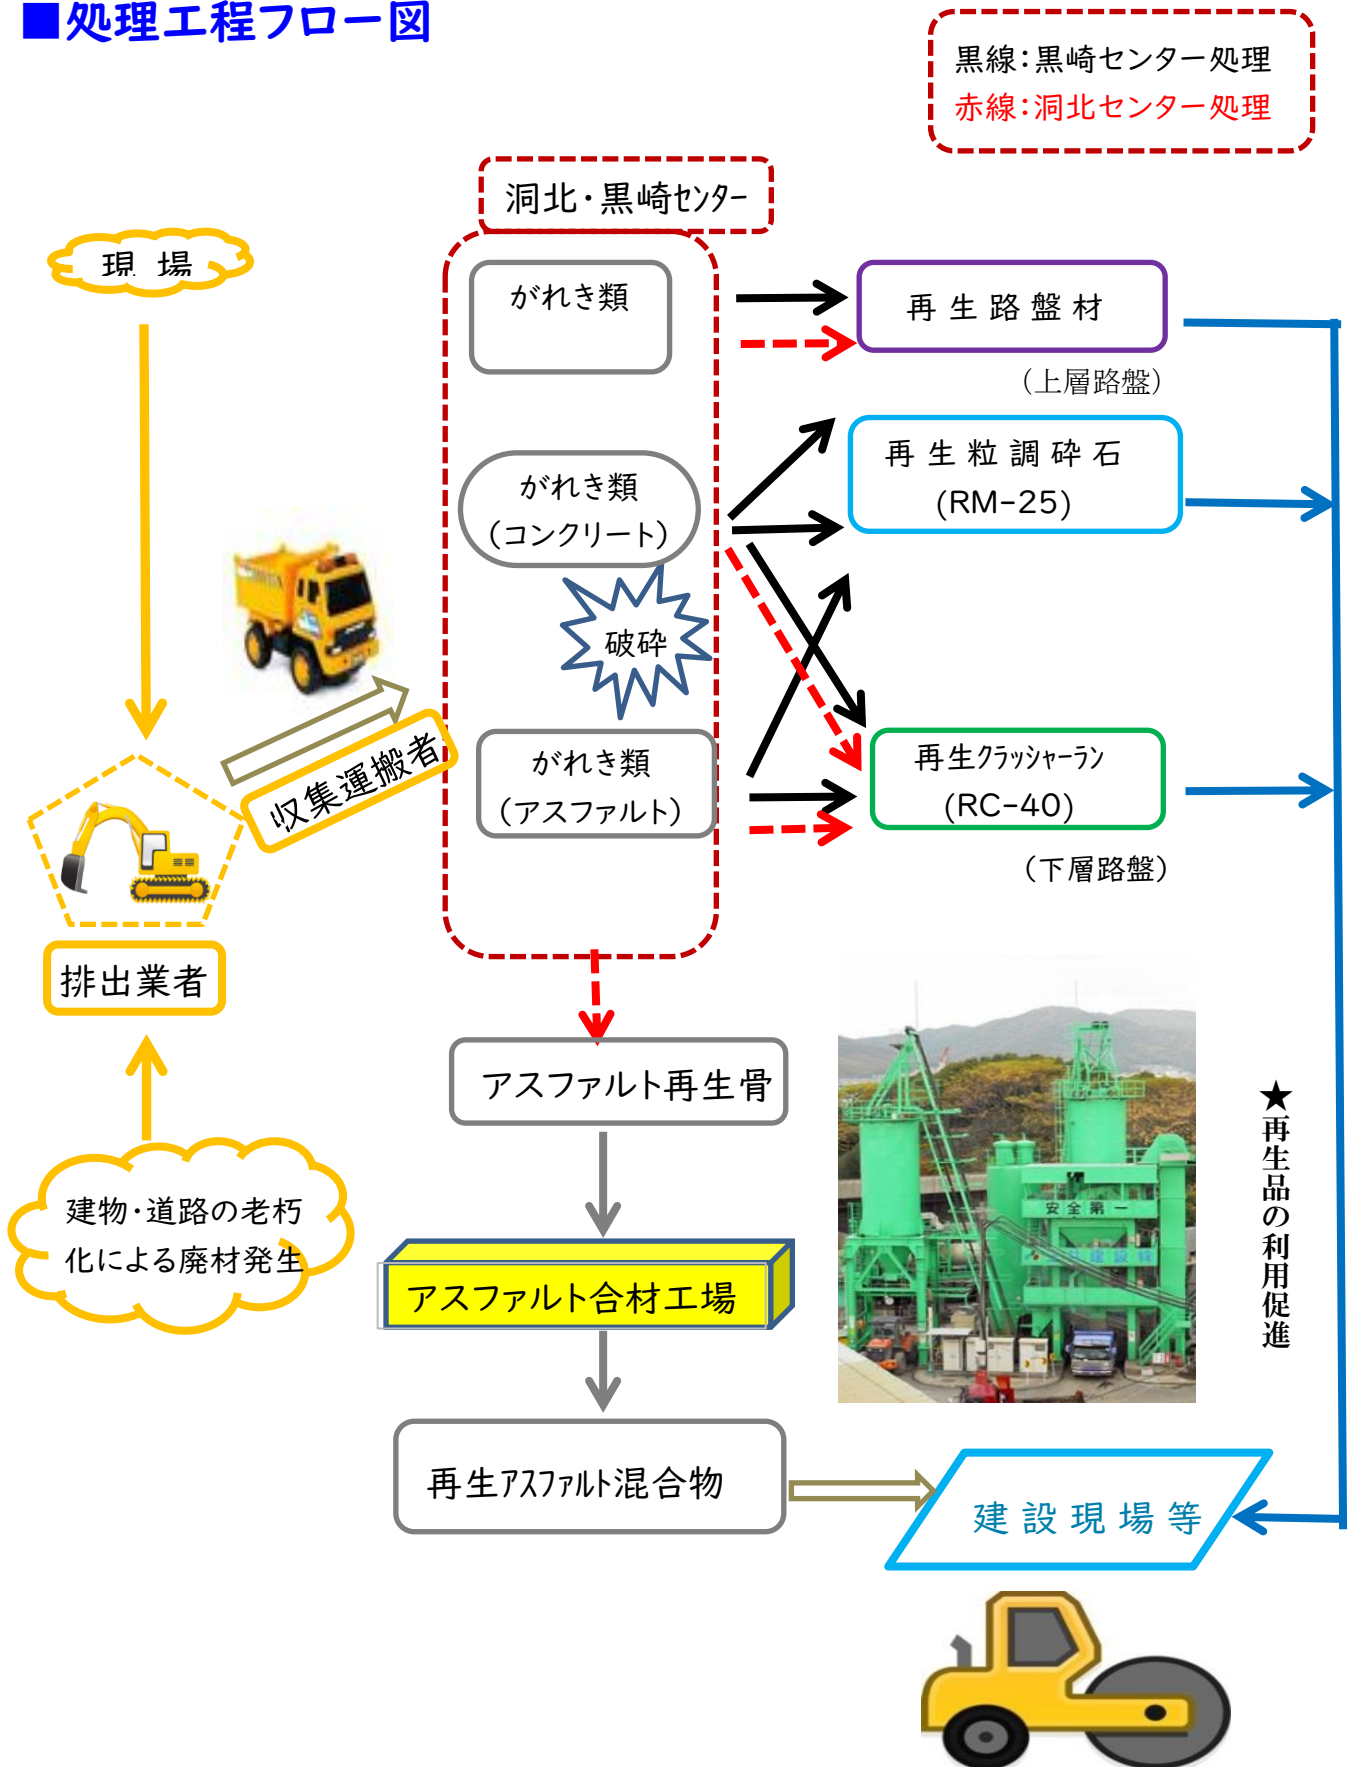 ■処理工程フロー図
黒線：黒崎センター処理
赤線：洞北センター処理
洞北・黒崎センター
現 場
がれき類
再生路盤材
（上層路盤）
がれき類
（コンクリート）
再生粒調砕石
(RM-25)
破砕
収集運搬者
がれき類
（アスファルト）
再生クラッシャーラン
(RC-40)
（下層路盤）
排出業者
アスファルト再生骨
安全第一
★再生品の利用促進
建物・道路の老朽
化による廃材発生
アスファルト合材工場
再生アスファルト混合物
建設現場等